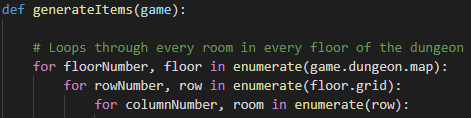 def generateItems(game):
# Loops through every room in every floor of the dungeon
for floorNumber, floor in enumerate(game.dungeon.map):
for rowNumber, row in enumerate(floor.grid):
for columnNumber, room in enumerate(row):